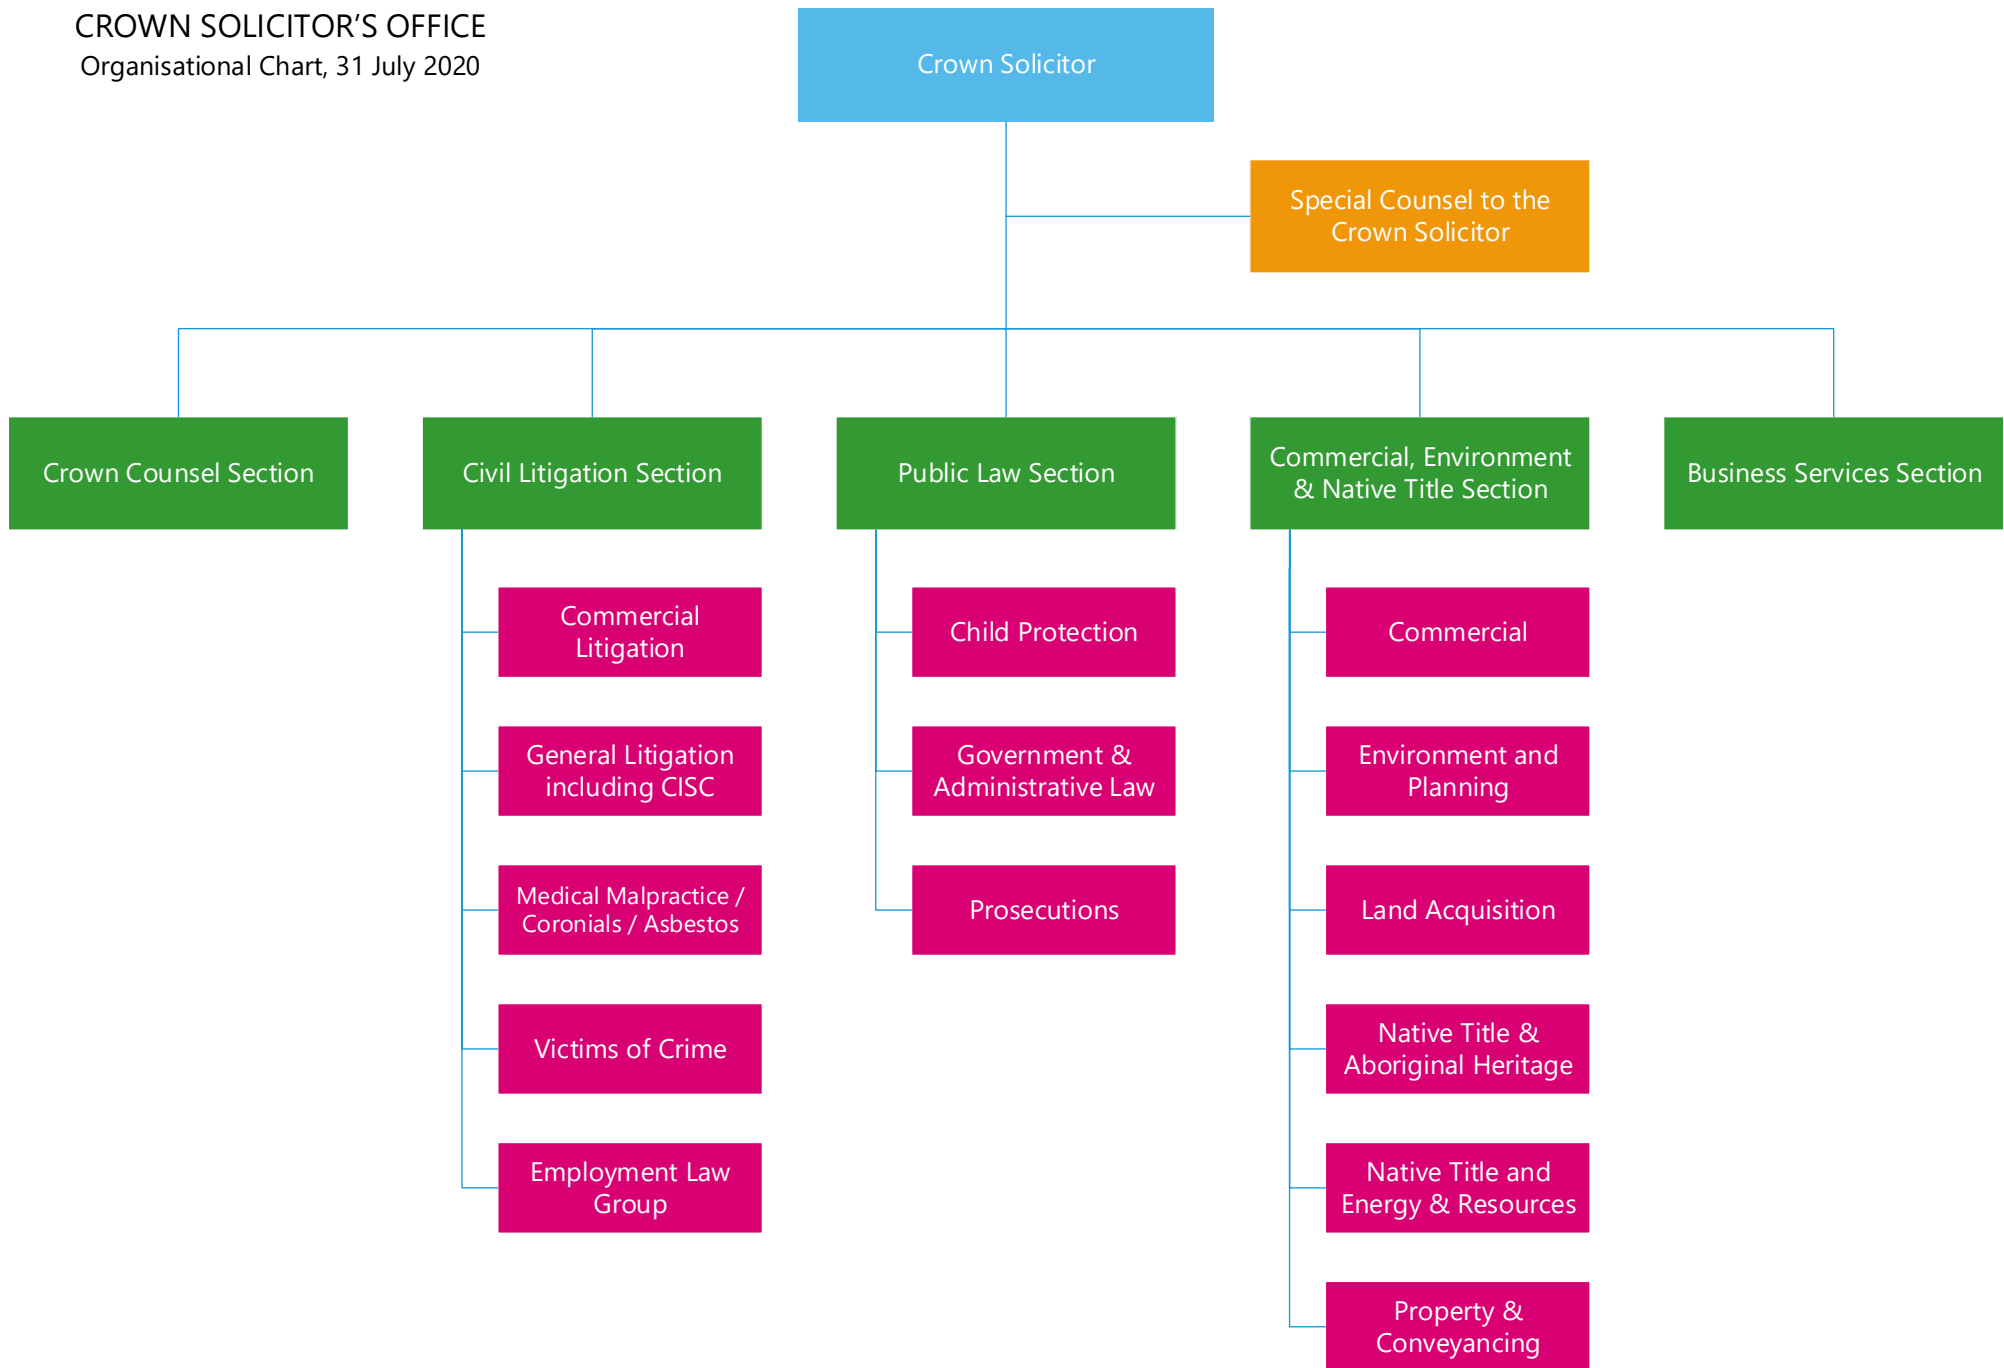 CROWN SOLICITOR’S OFFICE
Organisational Chart, 31 July 2020
Crown Solicitor
Special Counsel to the
Crown Solicitor
Crown Counsel Section
Civil Litigation Section
Public Law Section
Commercial, Environment
& Native Title Section
Business Services Section
Commercial
Litigation
General Litigation
including CISC
Medical Malpractice /
Coronials / Asbestos
Victims of Crime
Employment Law
Group
Child Protection
Government &
Administrative Law
Prosecutions
Commercial
Environment and
Planning
Land Acquisition
Native Title &
Aboriginal Heritage
Native Title and
Energy & Resources
Property &
Conveyancing